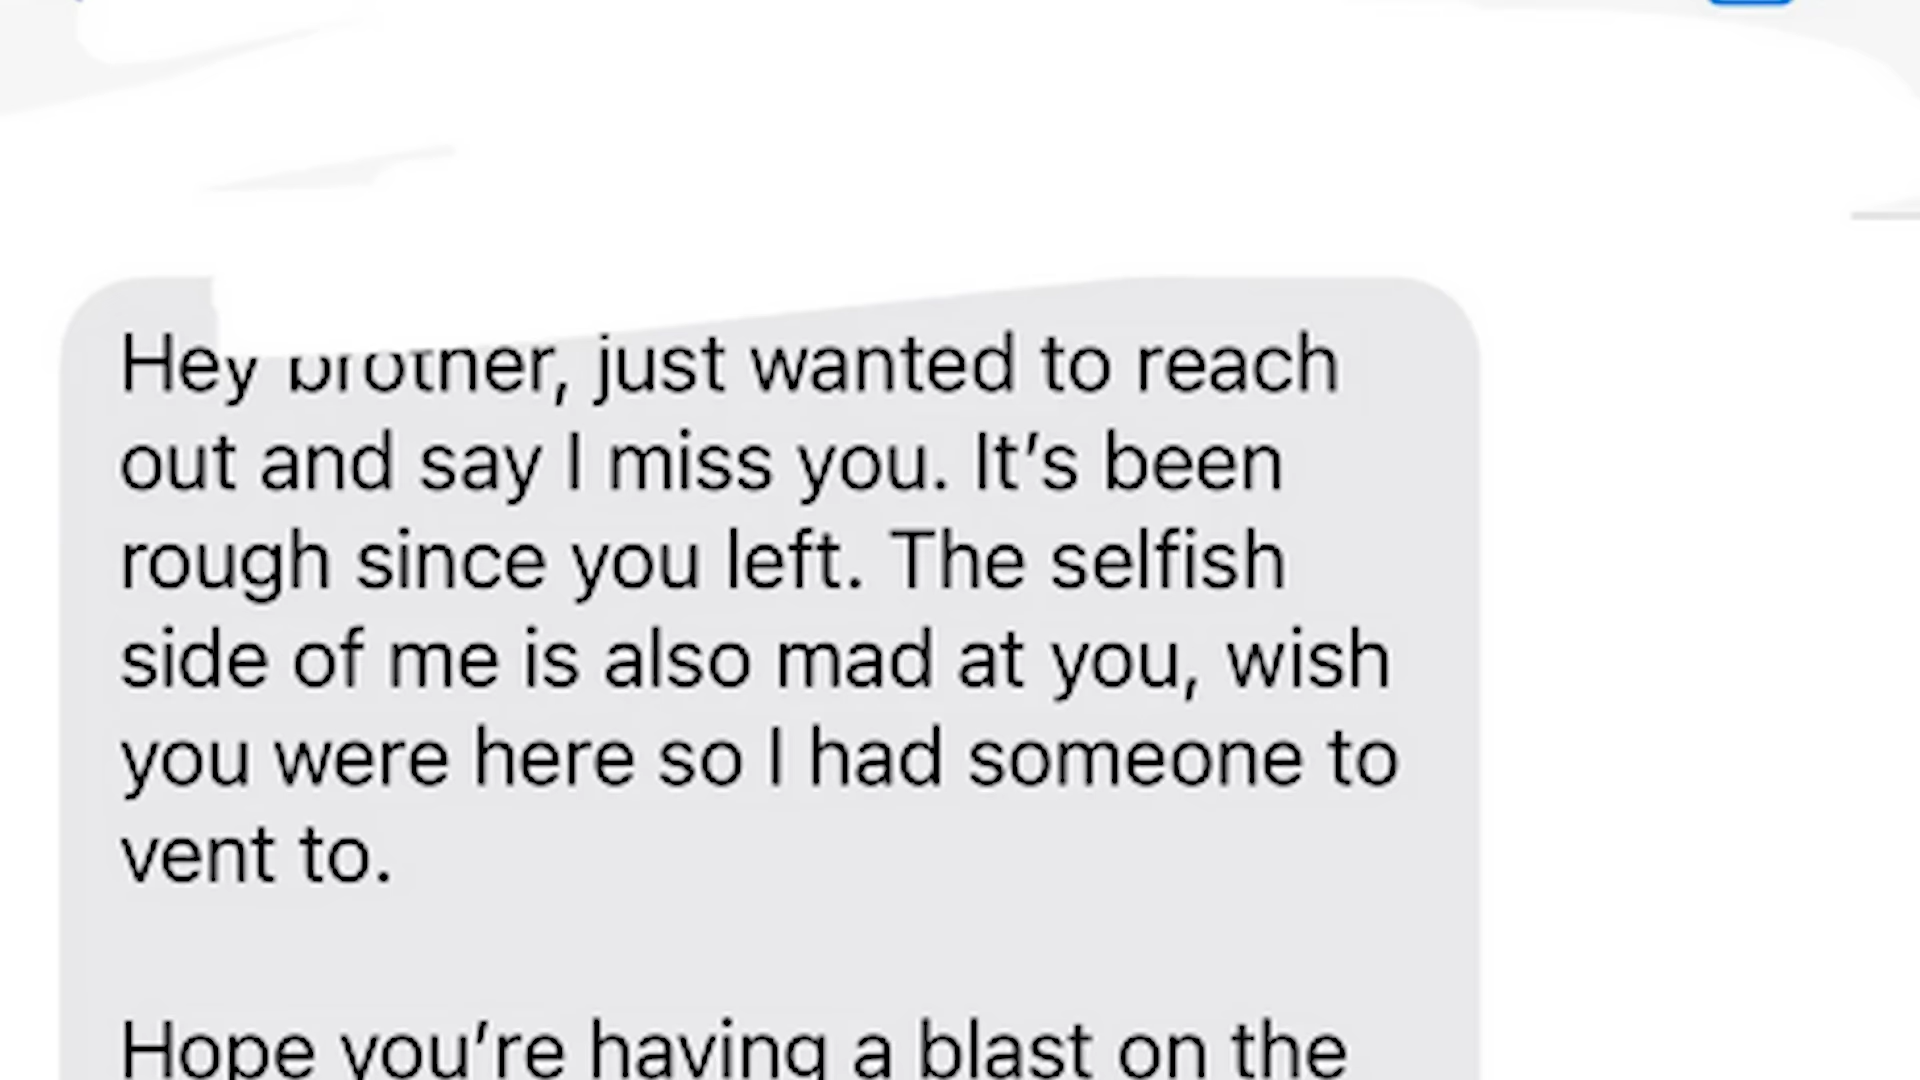 Hey brother, just wanted to reach
out and say I miss you. It’s been
rough since you left. The selfish
side of me is also mad at you, wish
you were here so I had someone to
vent to.
Hope you’re having a blast on the